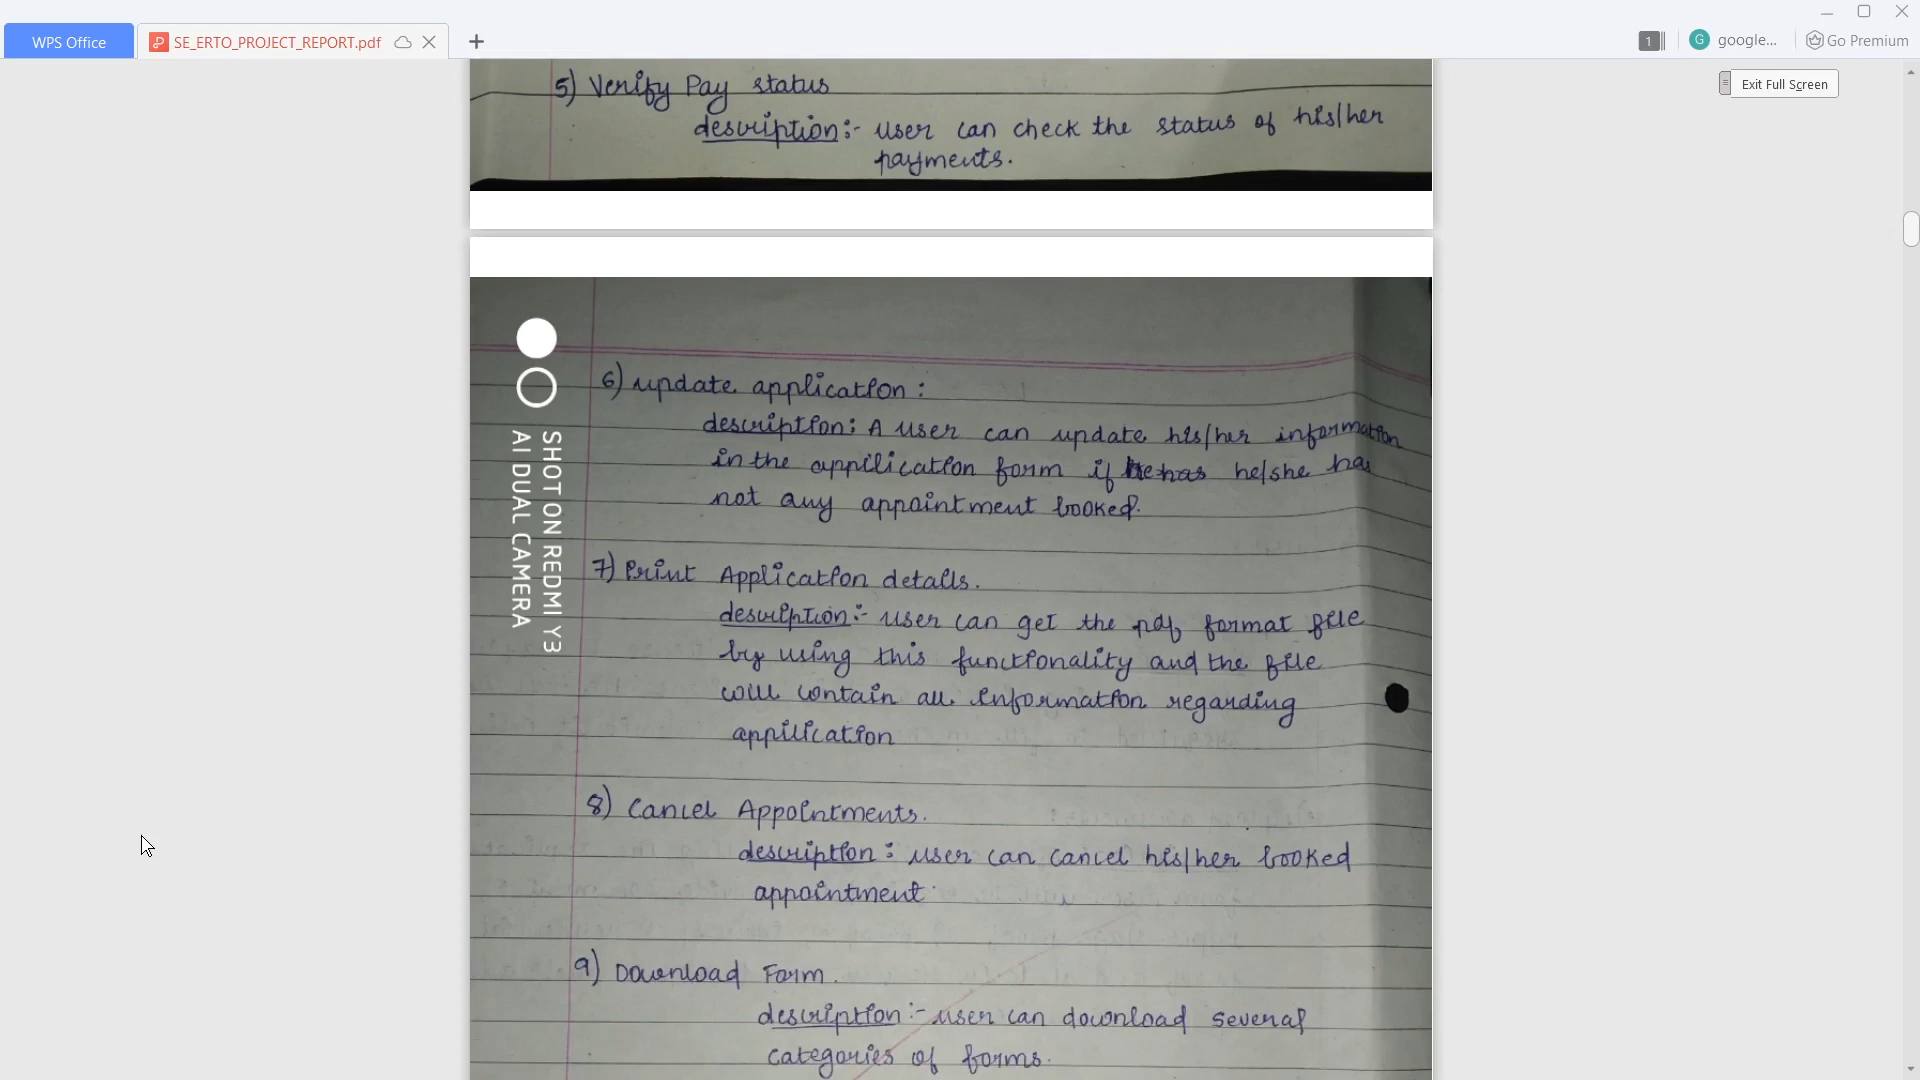 WPS Office
SE_ERTO_PROJECT_REPORT.pdf
1
G google...
Go Premium
Exit Full Screen
5) Verify Pay status
description:- user can check the status of his/her
payments.
SHOT ON REDMI Y3
AI DUAL CAMERA
6) update application :
description: A user can update his/her information
in the appilication form if he has he/she has
not any appointment booked.
7) Print Application details.
description:- user can get the pdf format file
by using this functionality and the file
will contain all information regarding
appilication
8) Cancel Appointments.
description : user can cancel his/her booked
appointment.
9) Download Form.
description :- user can download several
categories of forms.